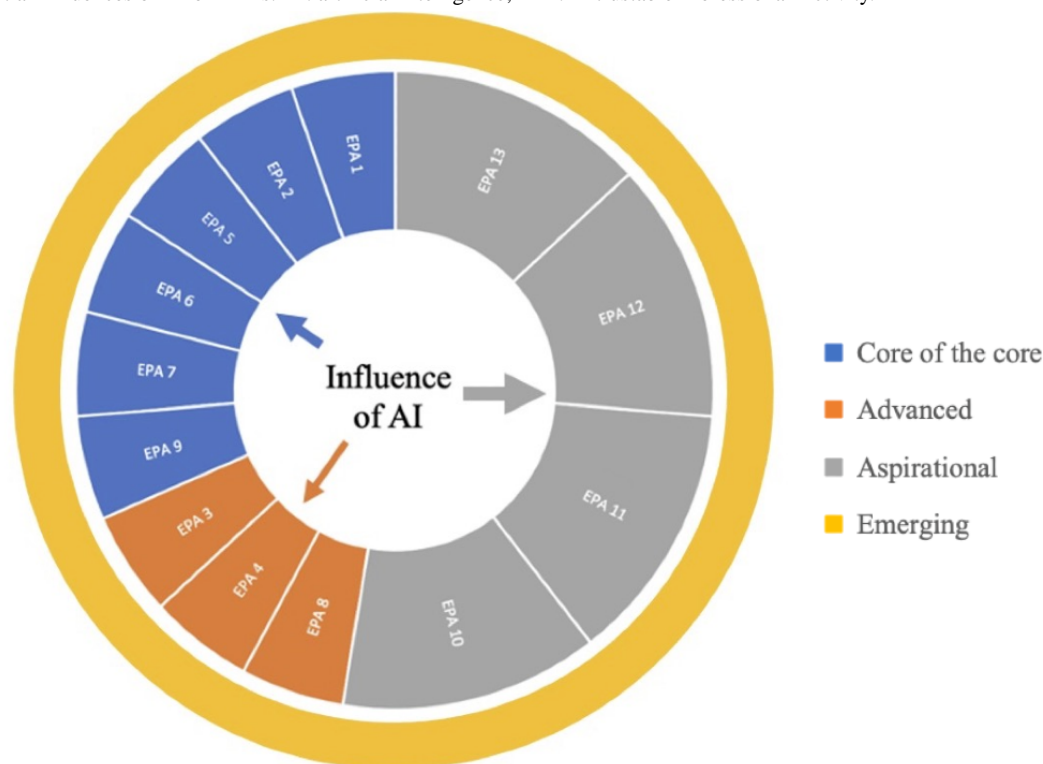 EPA 1
EPA 2
EPA 5
EPA 6
EPA 7
EPA 9
EPA 3
EPA 4
EPA 8
EPA 10
EPA 11
EPA 12
EPA 13
Influence
of AI
Core of the core
Advanced
Aspirational
Emerging